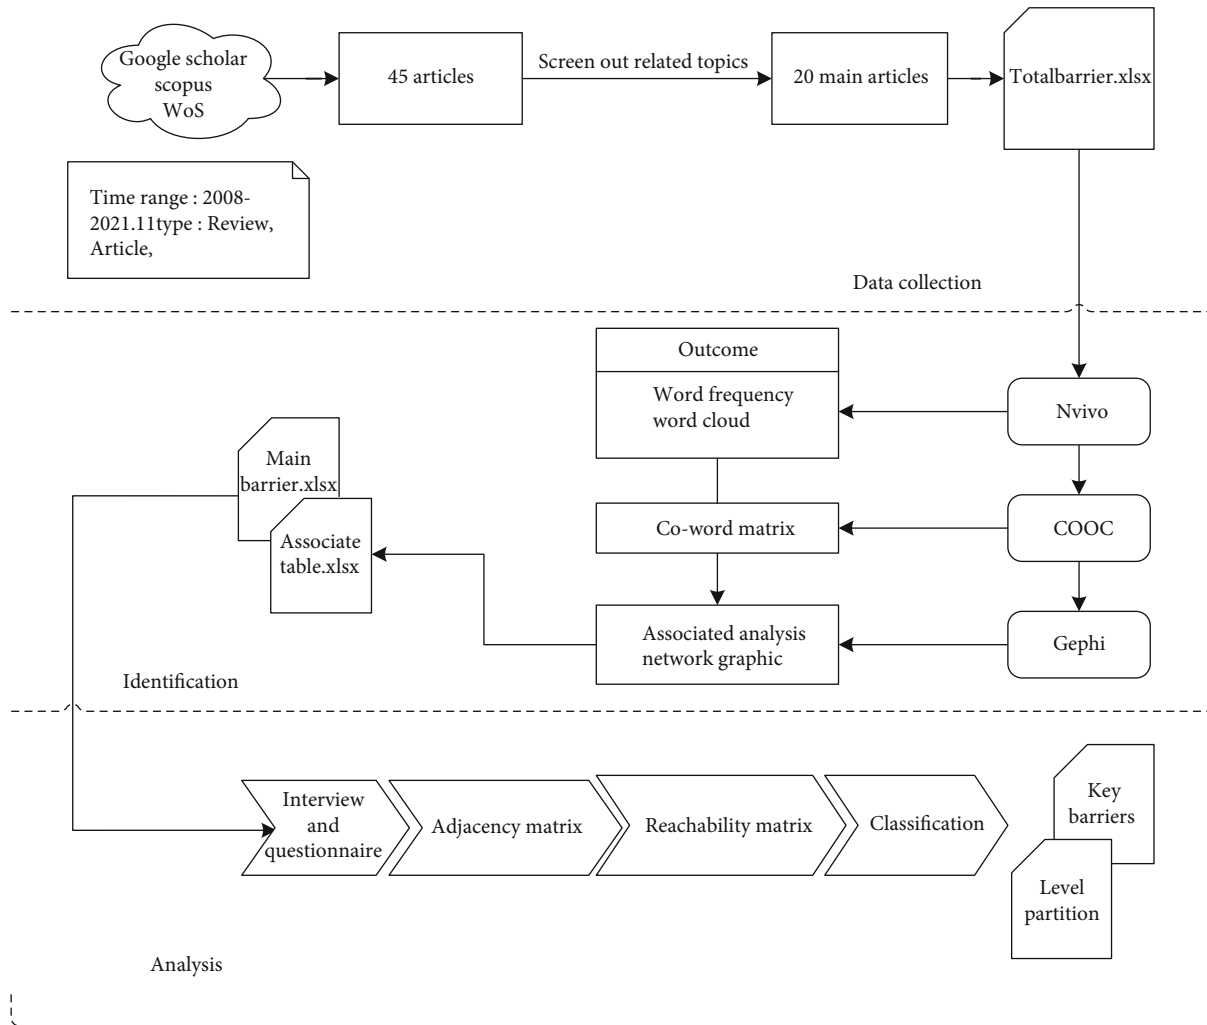 Google scholar
scopus
WoS
45 articles
Screen out related topics
20 main articles
Totalbarrier.xlsx
Time range : 2008-
2021.11type : Review,
Article,
Data collection
Outcome
Word frequency
word cloud
Nvivo
Main
barrier.xlsx
Co-word matrix
COOC
Associate
table.xlsx
Associated analysis
network graphic
Gephi
Identification
Interview
and
questionnaire
Adjacency matrix
Reachability matrix
Classification
Key
barriers
Level
partition
Analysis